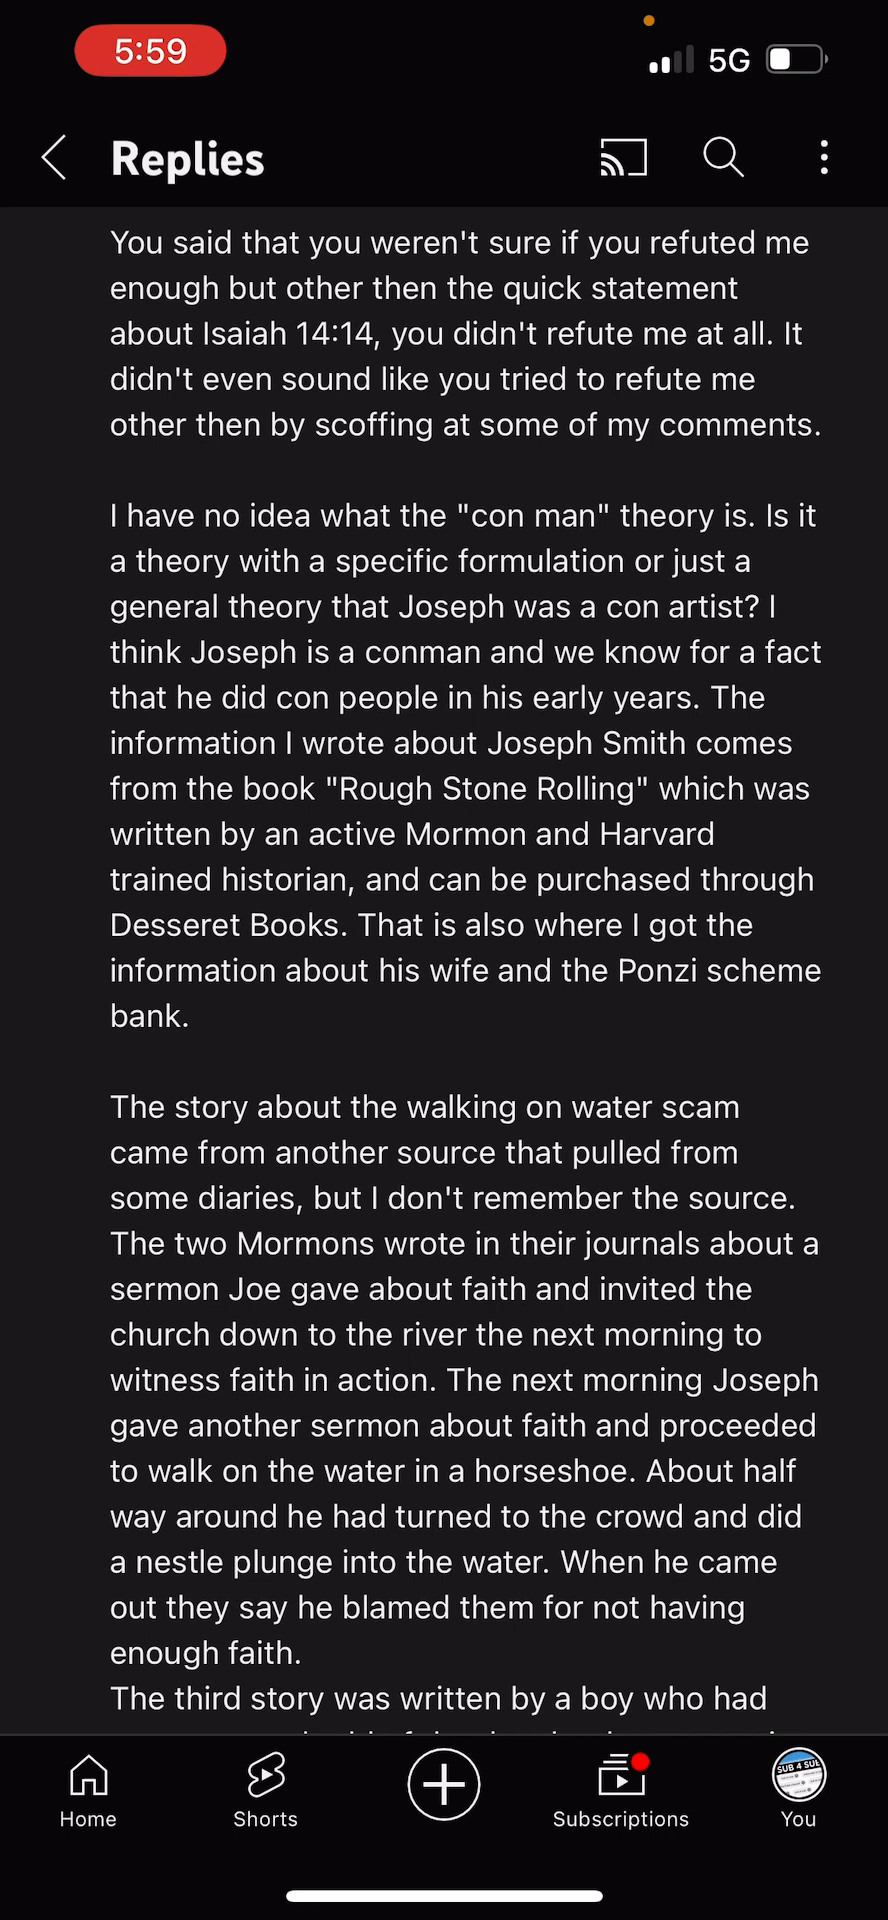 5:59
5G
Replies
You said that you weren't sure if you refuted me
enough but other then the quick statement
about Isaiah 14:14, you didn't refute me at all. It
didn't even sound like you tried to refute me
other then by scoffing at some of my comments.
I have no idea what the "con man" theory is. Is it
a theory with a specific formulation or just a
general theory that Joseph was a con artist? I
think Joseph is a conman and we know for a fact
that he did con people in his early years. The
information I wrote about Joseph Smith comes
from the book "Rough Stone Rolling" which was
written by an active Mormon and Harvard
trained historian, and can be purchased through
Desseret Books. That is also where I got the
information about his wife and the Ponzi scheme
bank.
The story about the walking on water scam
came from another source that pulled from
some diaries, but I don't remember the source.
The two Mormons wrote in their journals about a
sermon Joe gave about faith and invited the
church down to the river the next morning to
witness faith in action. The next morning Joseph
gave another sermon about faith and proceeded
to walk on the water in a horseshoe. About half
way around he had turned to the crowd and did
a nestle plunge into the water. When he came
out they say he blamed them for not having
enough faith.
The third story was written by a boy who had
SUB 4 SUB
Home
Shorts
Subscriptions
You